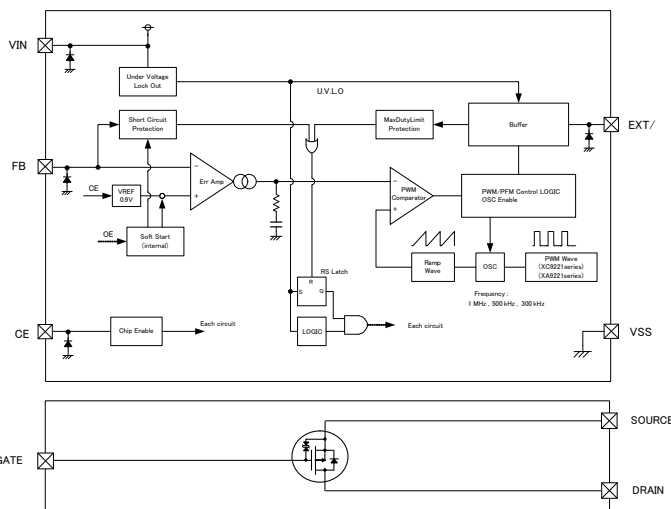 VIN
Under Voltage
Lock Out
U.V.L.O
Short Circuit
Protection
MaxDutyLimit
Protection
Buffer
EXT/
FB
Err Amp
CE
VREF
0.9V
PWM
Comparator
PWM/PFM Control LOGIC
OSC Enable
OE
Soft Start
(internal)
Ramp
Wave
OSC
PWM Wave
(XC9221series)
(XA9221series)
RS Latch
R
S
Q
Frequency :
1 MHz , 500 kHz , 300 kHz
CE
Chip Enable
Each circuit
LOGIC
Each circuit
VSS
SOURCE
GATE
DRAIN